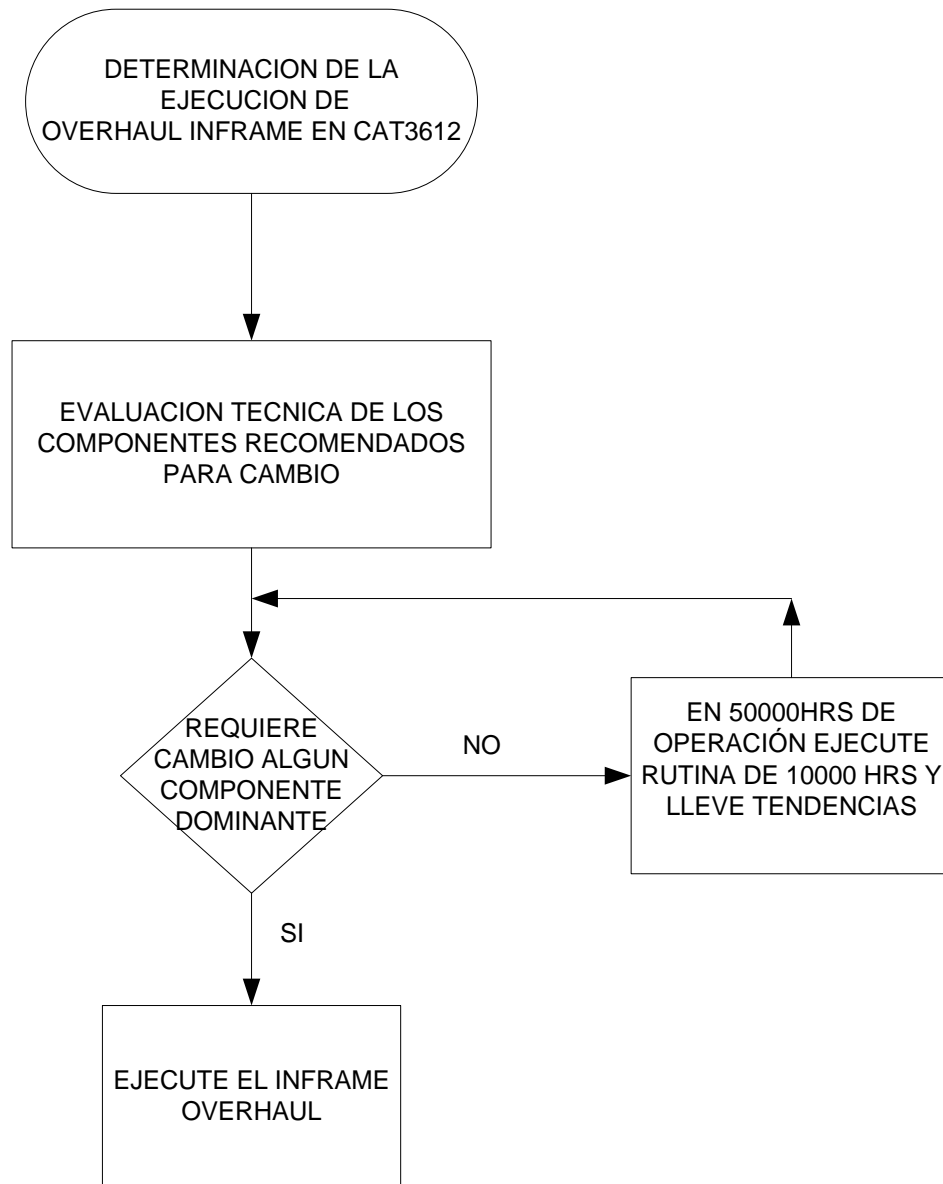 DETERMINACION DE LA
EJECUCION DE
OVERHAUL INFRAME EN CAT3612
EVALUACION TECNICA DE LOS
COMPONENTES RECOMENDADOS
PARA CAMBIO
REQUIERE
CAMBIO ALGUN
COMPONENTE
DOMINANTE
NO
EN 50000HRS DE
OPERACIÓN EJECUTE
RUTINA DE 10000 HRS Y
LLEVE TENDENCIAS
SI
EJECUTE EL INFRAME
OVERHAUL